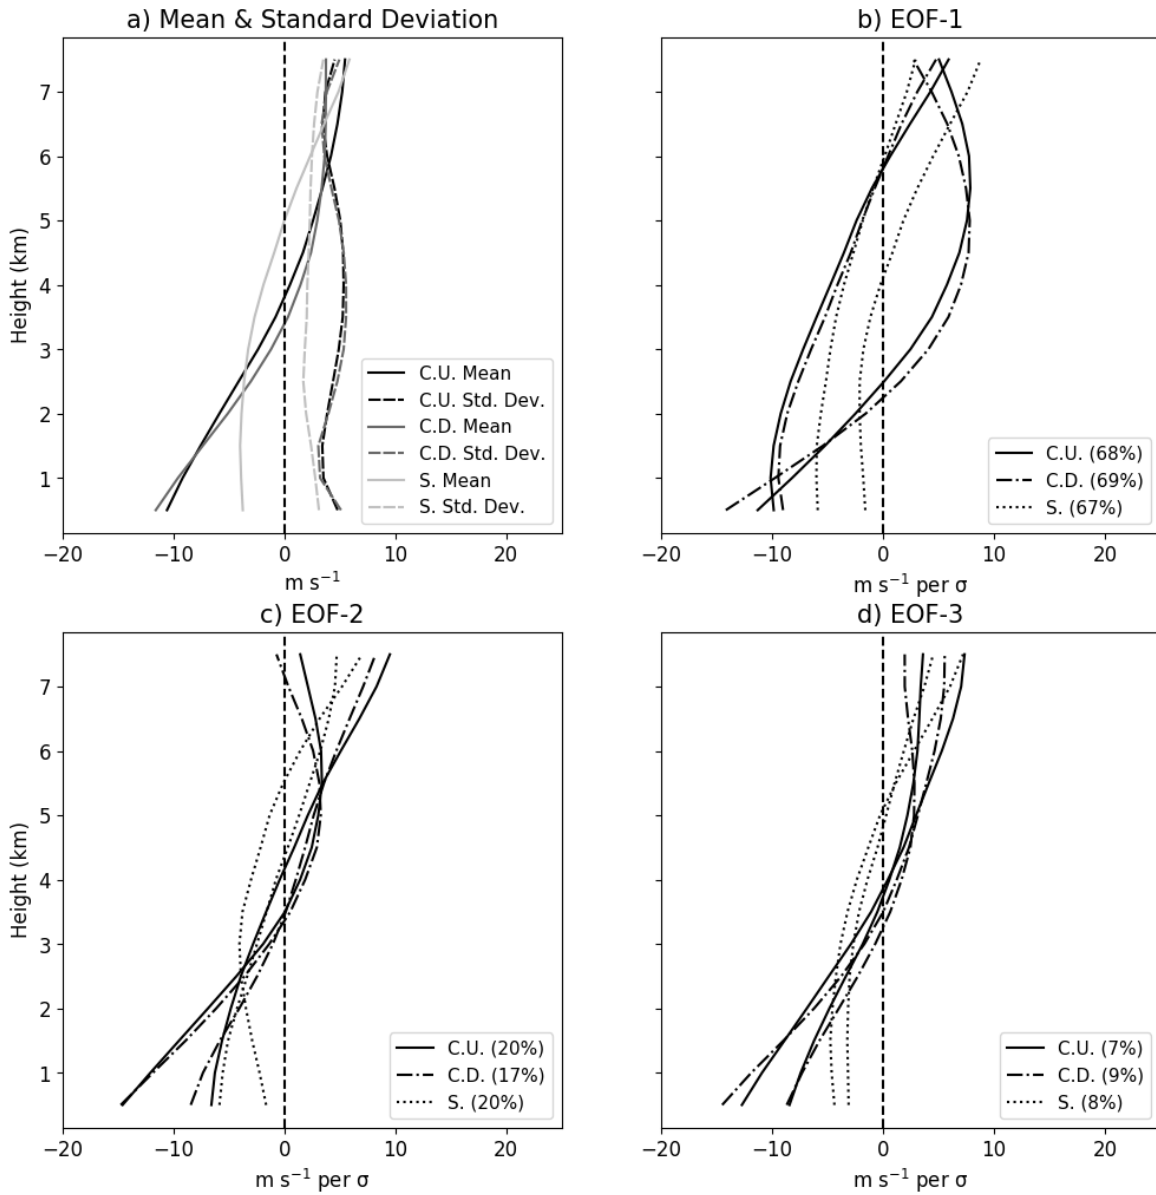 a) Mean & Standard Deviation
b) EOF-1
Height (km)
7
6
5
4
3
2
1
C.U. Mean
C.U. Std. Dev.
C.D. Mean
C.D. Std. Dev.
S. Mean
S. Std. Dev.
C.U. (68%)
C.D. (69%)
S. (67%)
−20 −10 0 10 20
−20 −10 0 10 20
m s⁻¹
m s⁻¹ per σ
c) EOF-2
d) EOF-3
Height (km)
7
6
5
4
3
2
1
C.U. (20%)
C.D. (17%)
S. (20%)
C.U. (7%)
C.D. (9%)
S. (8%)
−20 −10 0 10 20
−20 −10 0 10 20
m s⁻¹ per σ
m s⁻¹ per σ